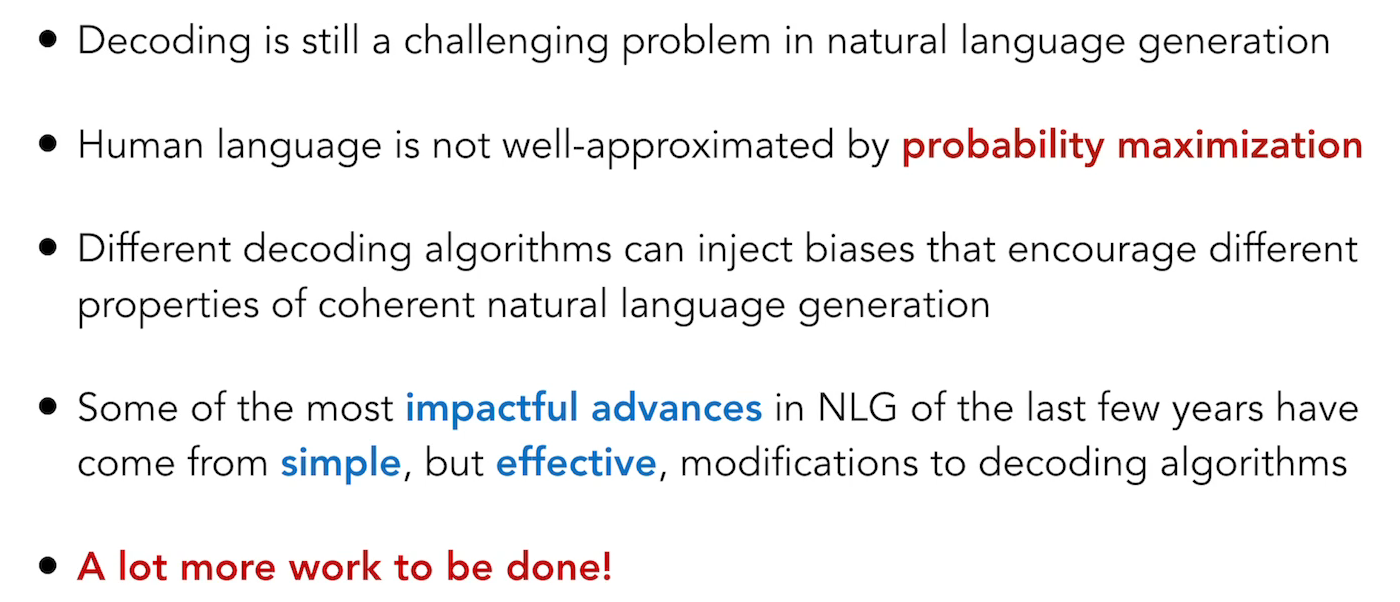 • Decoding is still a challenging problem in natural language generation
• Human language is not well-approximated by probability maximization
• Different decoding algorithms can inject biases that encourage different
properties of coherent natural language generation
• Some of the most impactful advances in NLG of the last few years have
come from simple, but effective, modifications to decoding algorithms
• A lot more work to be done!